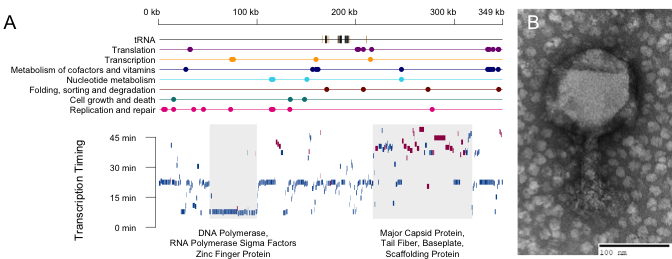 A
B
0 kb 100 kb 200 kb 300 kb 349 kb
tRNA
Translation
Transcription
Metabolism of cofactors and vitamins
Nucleotide metabolism
Folding, sorting and degradation
Cell growth and death
Replication and repair
Transcription Timing
45 min
30 min
15 min
0 min
DNA Polymerase,
RNA Polymerase Sigma Factors
Zinc Finger Protein
Major Capsid Protein,
Tail Fiber, Baseplate,
Scaffolding Protein
100 nm